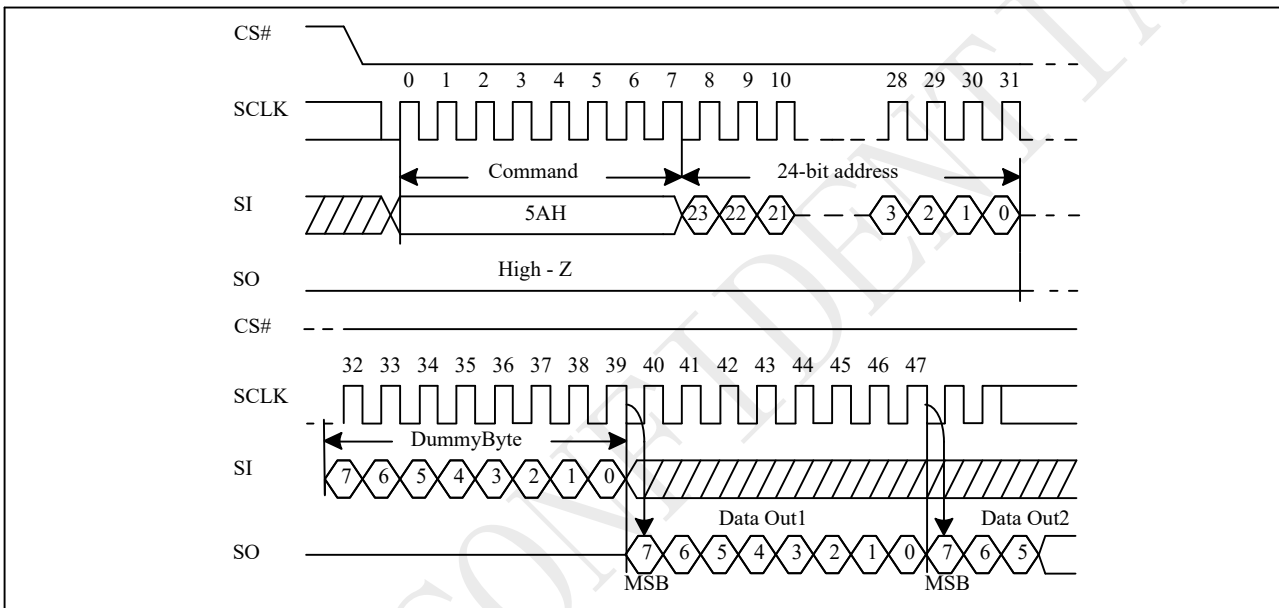 CS#
0 1 2 3 4 5 6 7 8 9 10 28 29 30 31
SCLK
Command 24-bit address
SI 5AH 23 22 21 3 2 1 0
High - Z
SO
CS#
32 33 34 35 36 37 38 39 40 41 42 43 44 45 46 47
SCLK
DummyByte
SI 7 6 5 4 3 2 1 0
Data Out1 Data Out2
SO 7 6 5 4 3 2 1 0 7 6 5
MSB MSB
CONFIDENTIA